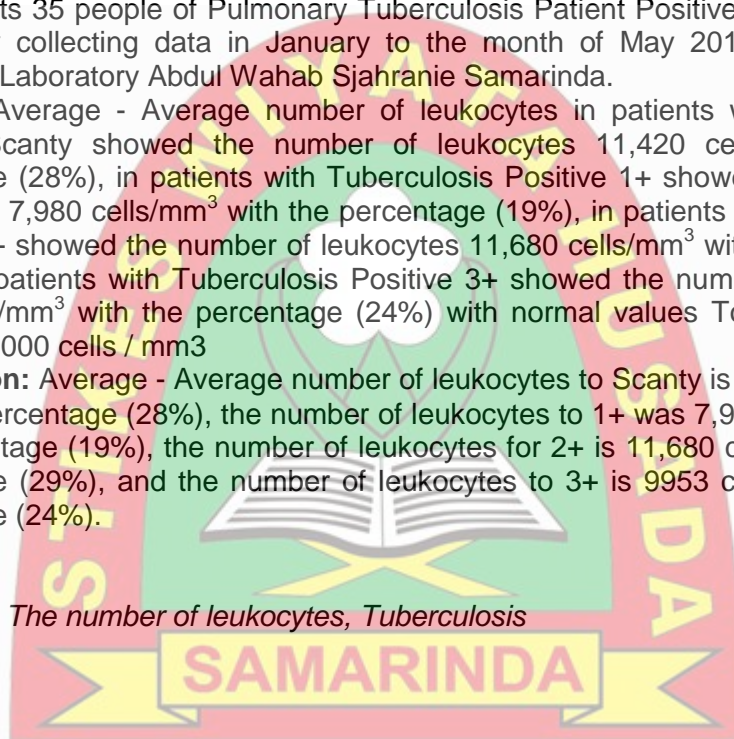 ts 35 people of Pulmonary Tuberculosis Patient Positive
collecting data in January to the month of May 201
Laboratory Abdul Wahab Sjahranie Samarinda.
Average - Average number of leukocytes in patients
Scanty showed the number of leukocytes 11,420
(28%), in patients with Tuberculosis Positive 1+
7,980 cells/mm³ with the percentage (19%), in patients
- showed the number of leukocytes 11,680 cells/mm³
patients with Tuberculosis Positive 3+ showed the
/mm³ with the percentage (24%) with normal values
000 cells / mm3
on: Average - Average number of leukocytes to Scanty is
ercentage (28%), the number of leukocytes to 1+ was 7,9
tage (19%), the number of leukocytes for 2+ is 11,680
(29%), and the number of leukocytes to 3+ is 9953
(24%).
The number of leukocytes, Tuberculosis
STIKES WIYATA HUSADA
SAMARINDA